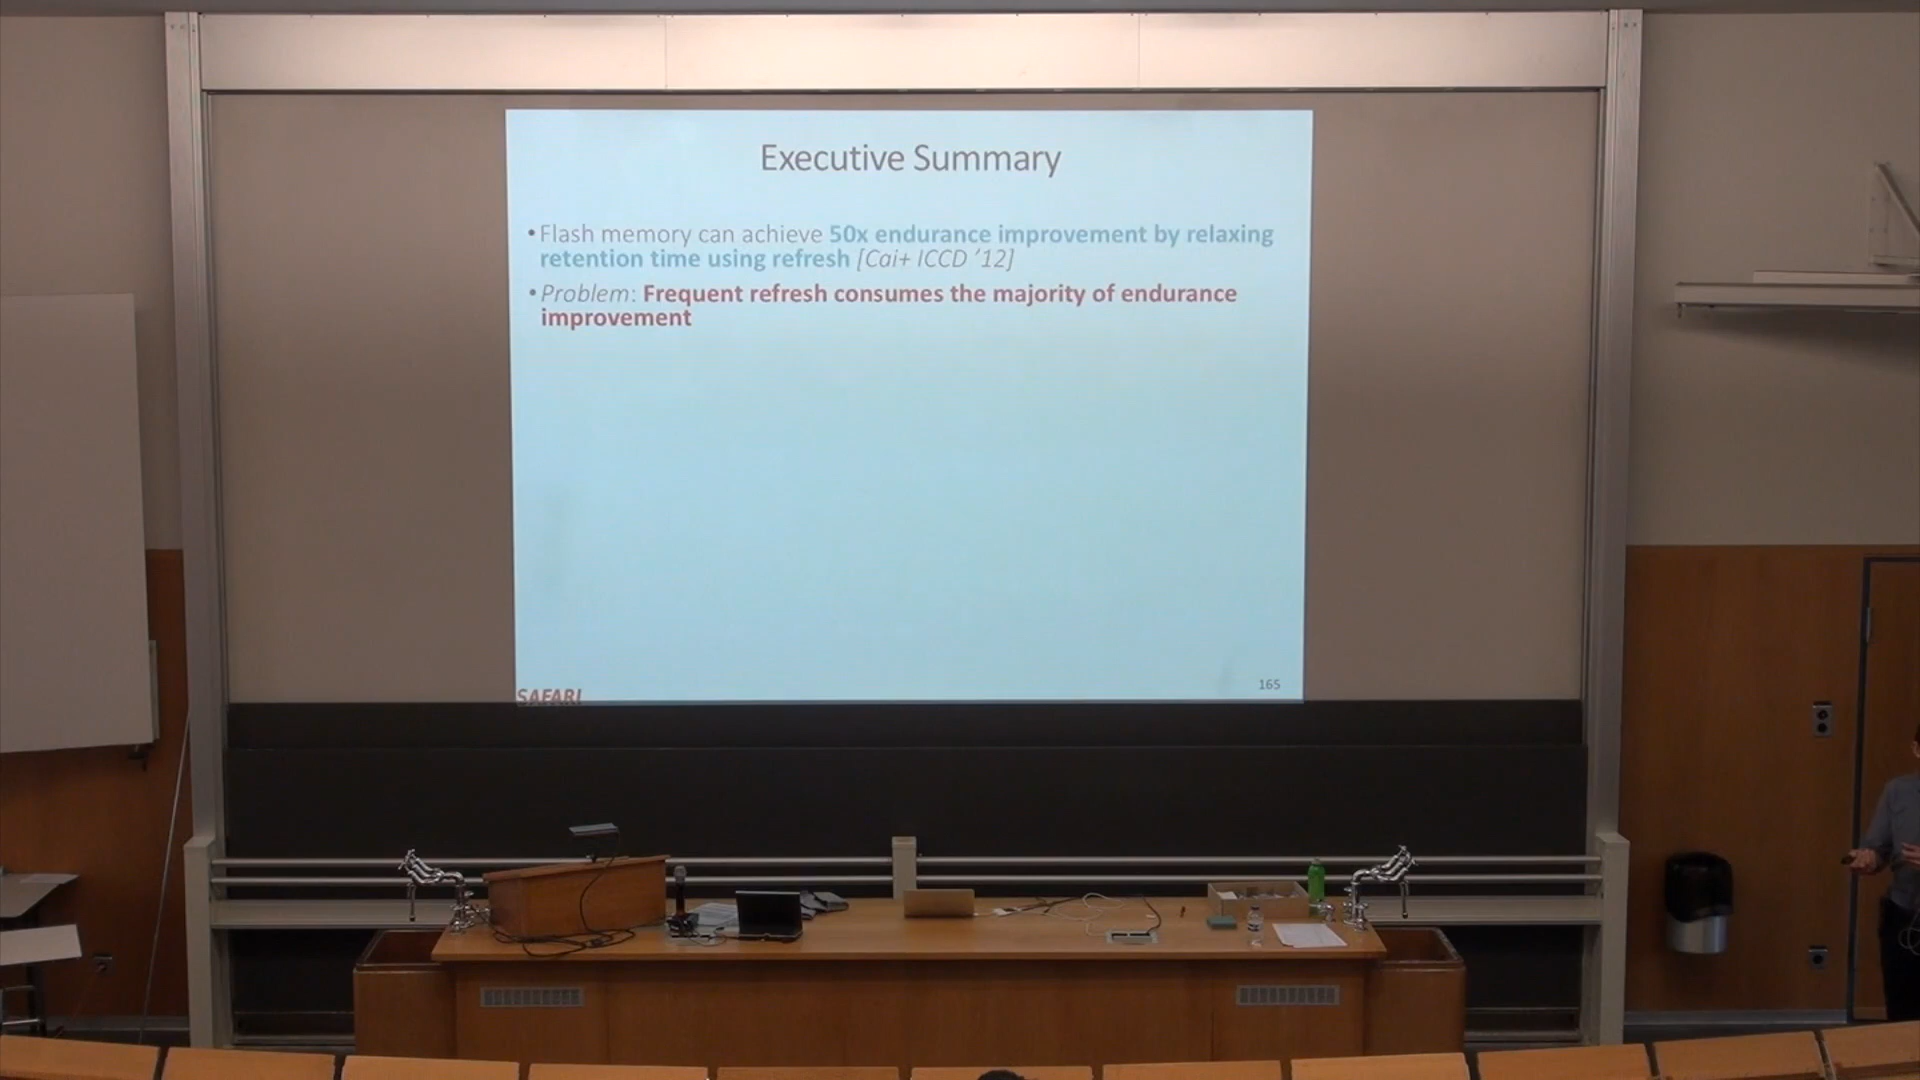 Executive Summary
• Flash memory can achieve 50x endurance improvement by relaxing
retention time using refresh [Cai+ ICCD ’12]
• Problem: Frequent refresh consumes the majority of endurance
improvement
SAFARI
165